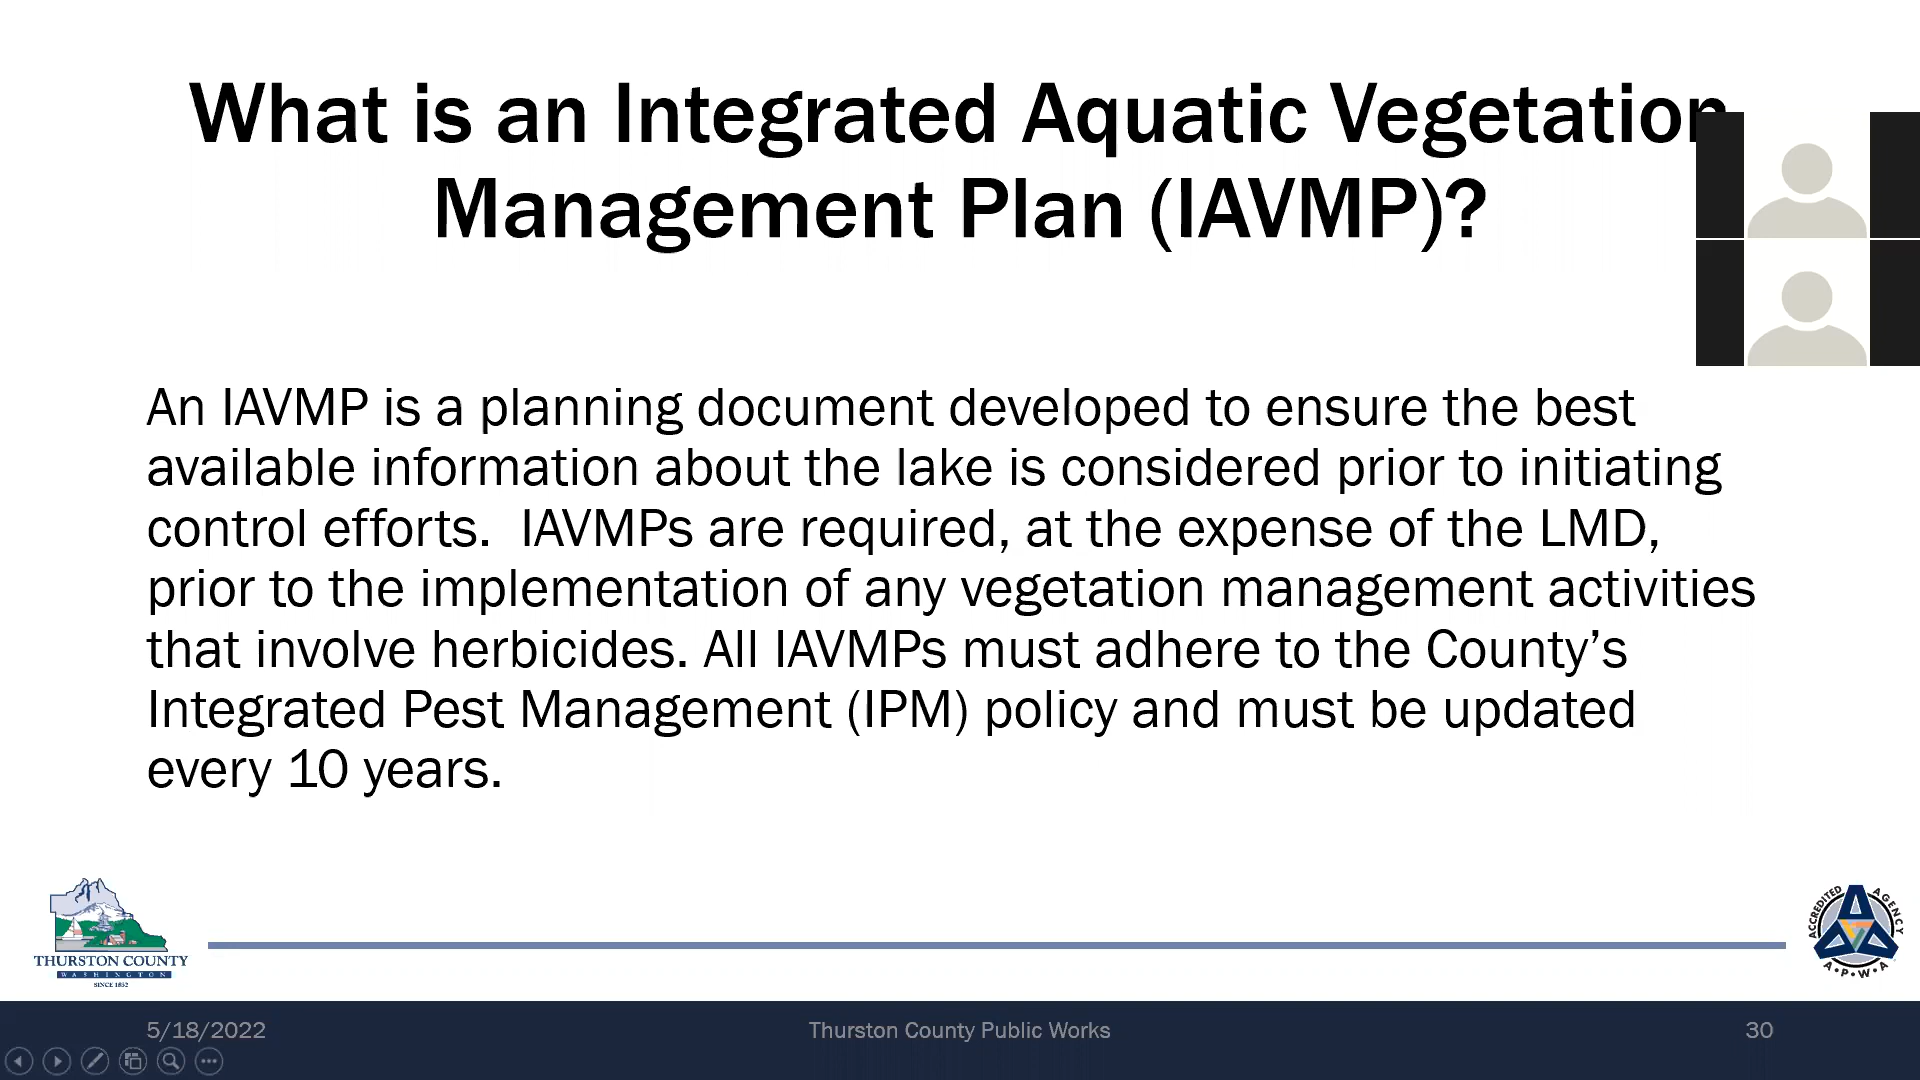 What is an Integrated Aquatic Vegetation
Management Plan (IAVMP)?
An IAVMP is a planning document developed to ensure the best
available information about the lake is considered prior to initiating
control efforts.  IAVMPs are required, at the expense of the LMD,
prior to the implementation of any vegetation management activities
that involve herbicides. All IAVMPs must adhere to the County’s
Integrated Pest Management (IPM) policy and must be updated
every 10 years.
THURSTON COUNTY
WASHINGTON
SINCE 1852
ACCREDITED AGENCY
A•P•W•A
5/18/2022
Thurston County Public Works
30